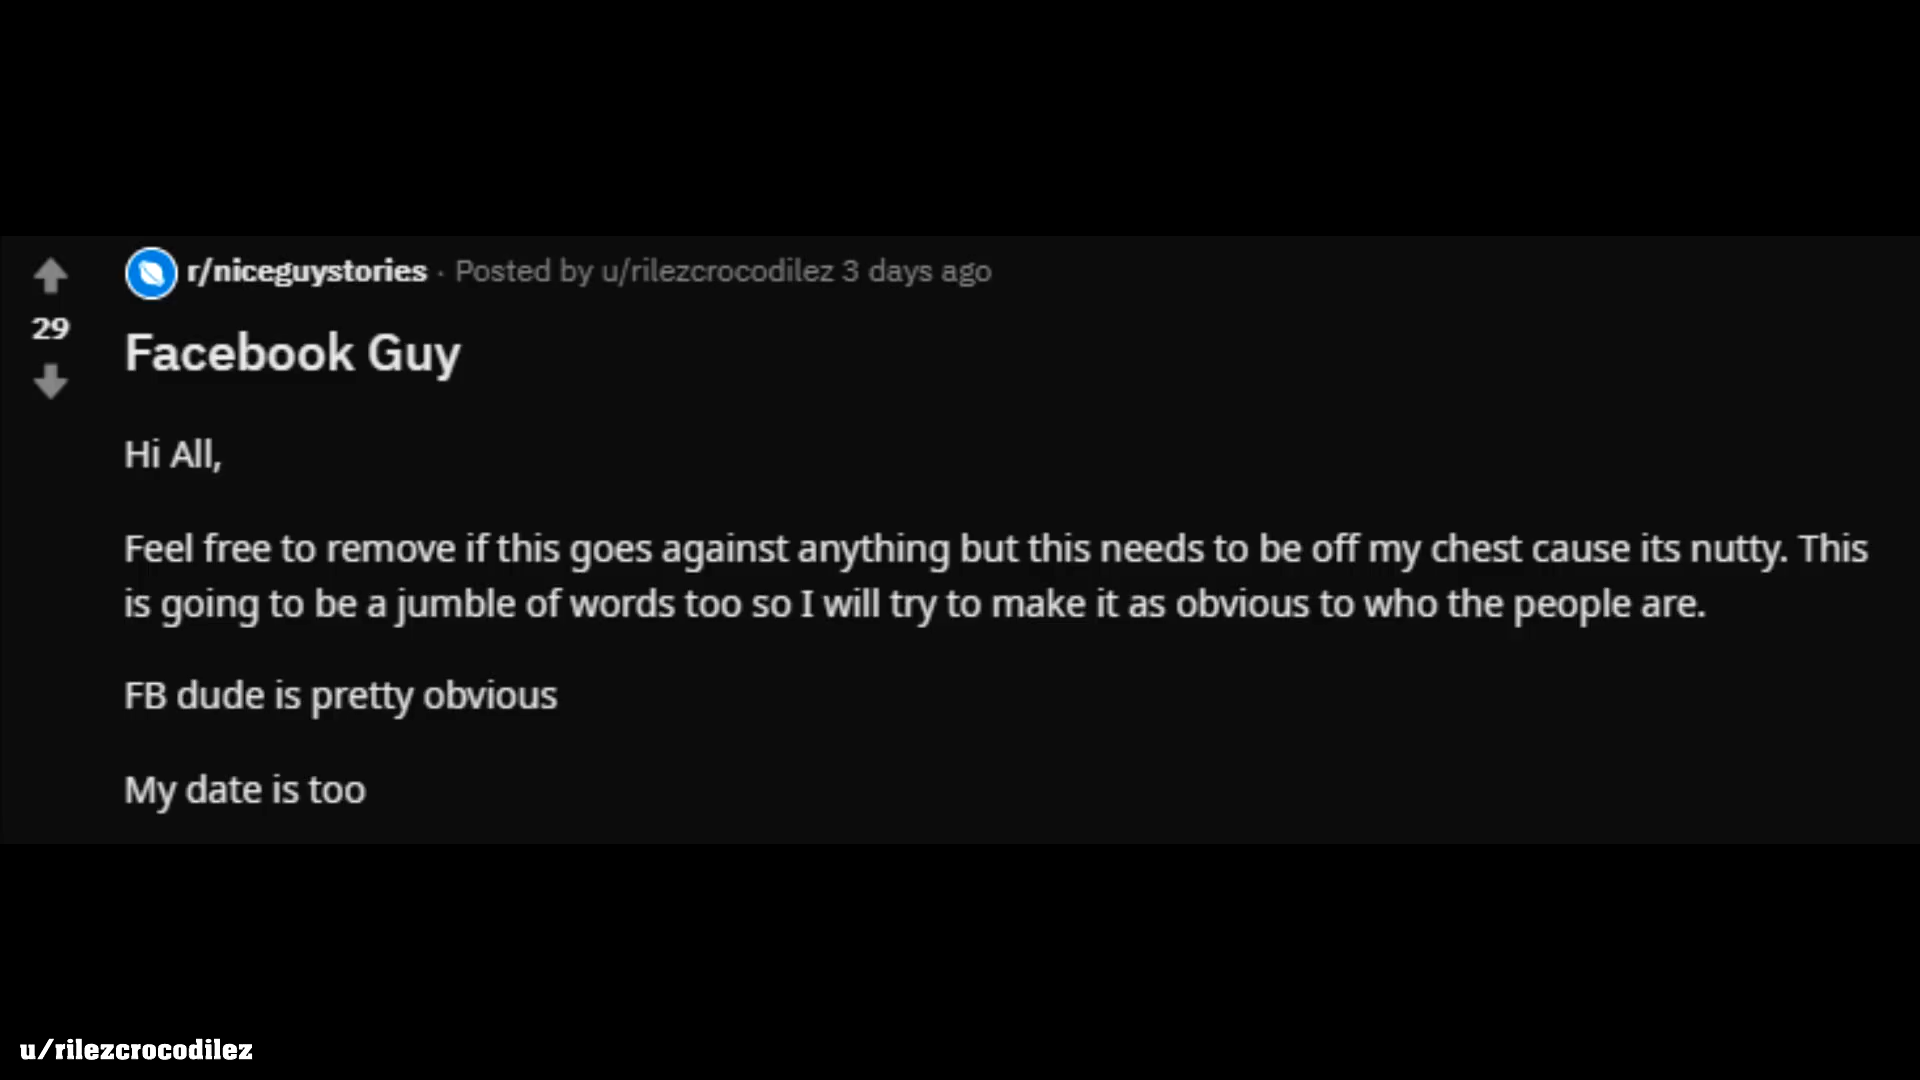 r/niceguystories · Posted by u/rilezcrocodilez 3 days ago
29
Facebook Guy
Hi All,
Feel free to remove if this goes against anything but this needs to be off my chest cause its nutty. This
is going to be a jumble of words too so I will try to make it as obvious to who the people are.
FB dude is pretty obvious
My date is too
u/rilezcrocodilez